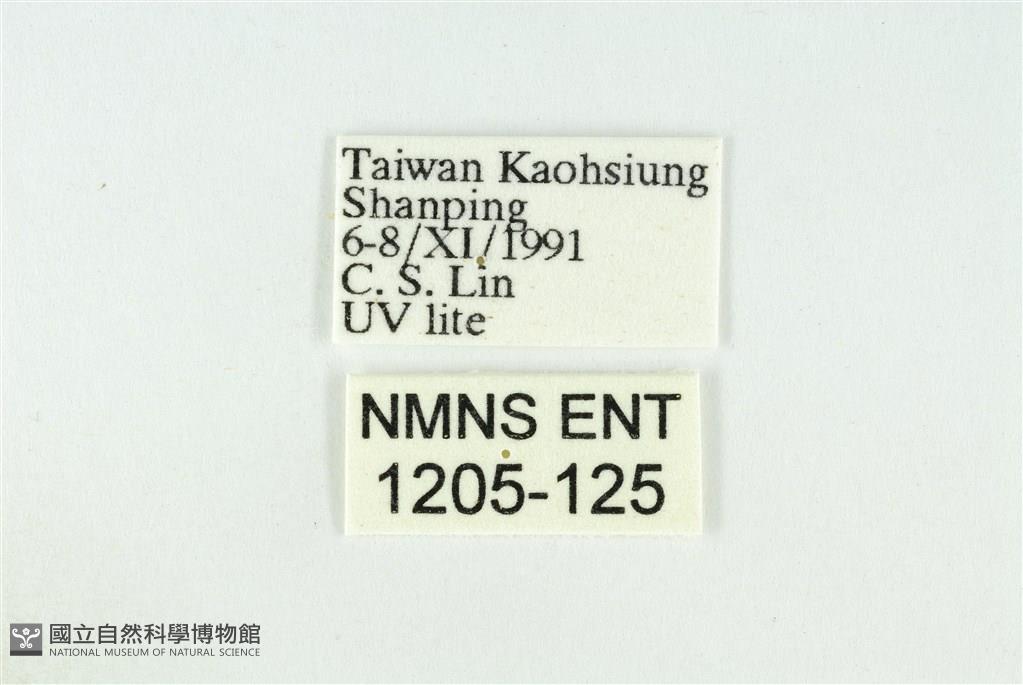 Taiwan Kaohsiung
Shanping
6-8/XI/1991
C. S. Lin
UV lite
NMNS ENT
1205-125
國立自然科學博物館
NATIONAL MUSEUM OF NATURAL SCIENCE